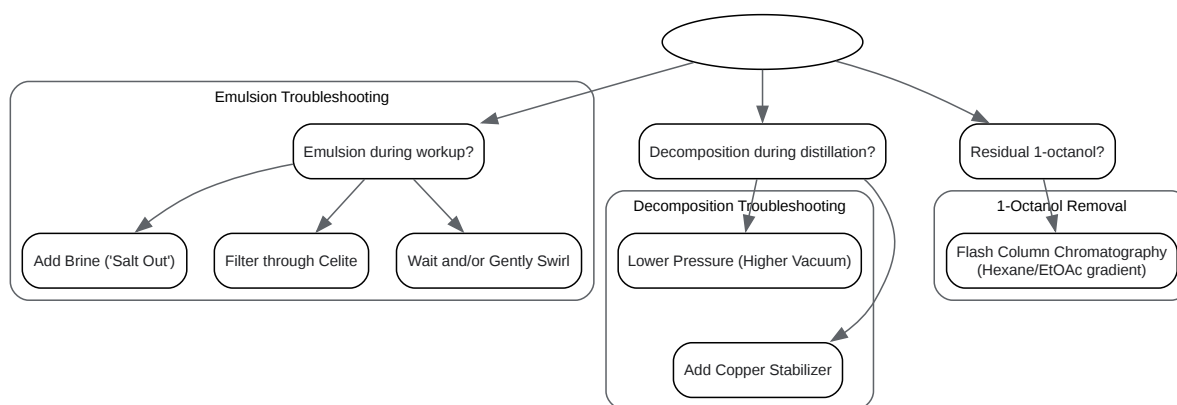 Emulsion Troubleshooting
Emulsion during workup?
Decomposition during distillation?
Residual 1-octanol?
Decomposition Troubleshooting
1-Octanol Removal
Add Brine ('Salt Out')
Filter through Celite
Wait and/or Gently Swirl
Lower Pressure (Higher Vacuum)
Flash Column Chromatography
(Hexane/EtOAc gradient)
Add Copper Stabilizer